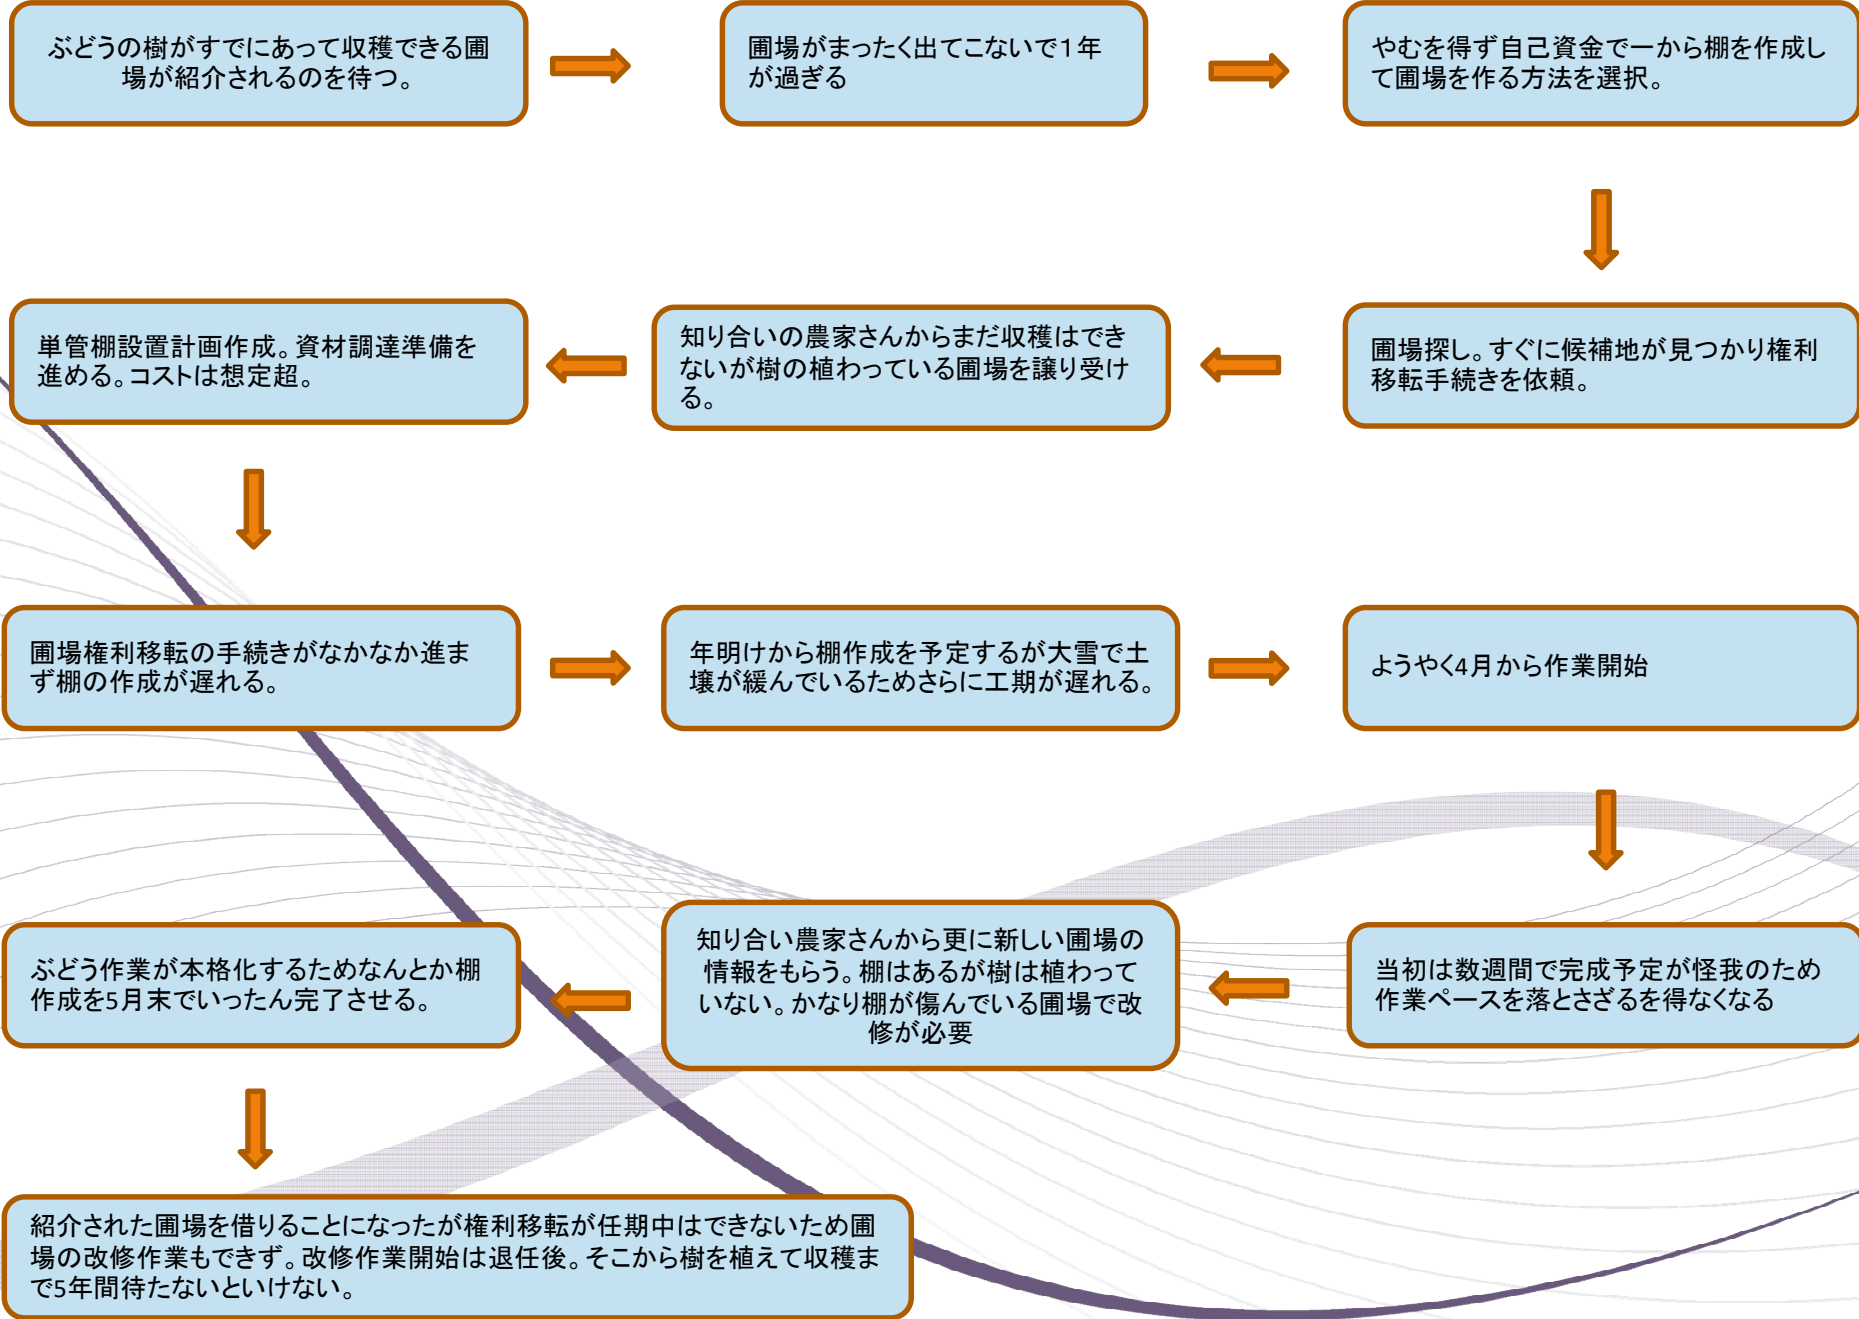 ぶどうの樹がすでにあって収穫できる圃
場が紹介されるのを待つ。
圃場がまったく出てこないで1年
が過ぎる
やむを得ず自己資金で一から棚を作成し
て圃場を作る方法を選択。
圃場探し。すぐに候補地が見つかり権利
移転手続きを依頼。
知り合いの農家さんからまだ収穫はでき
ないが樹の植わっている圃場を譲り受け
る。
単管棚設置計画作成。資材調達準備を
進める。コストは想定超。
圃場権利移転の手続きがなかなか進ま
ず棚の作成が遅れる。
年明けから棚作成を予定するが大雪で土
壌が緩んでいるためさらに工期が遅れる。
ようやく4月から作業開始
当初は数週間で完成予定が怪我のため
作業ペースを落とさざるを得なくなる
知り合い農家さんから更に新しい圃場の
情報をもらう。棚はあるが樹は植わって
いない。かなり棚が傷んでいる圃場で改
修が必要
ぶどう作業が本格化するためなんとか棚
作成を5月末でいったん完了させる。
紹介された圃場を借りることになったが権利移転が任期中はできないため圃
場の改修作業もできず。改修作業開始は退任後。そこから樹を植えて収穫ま
で5年間待たないといけない。